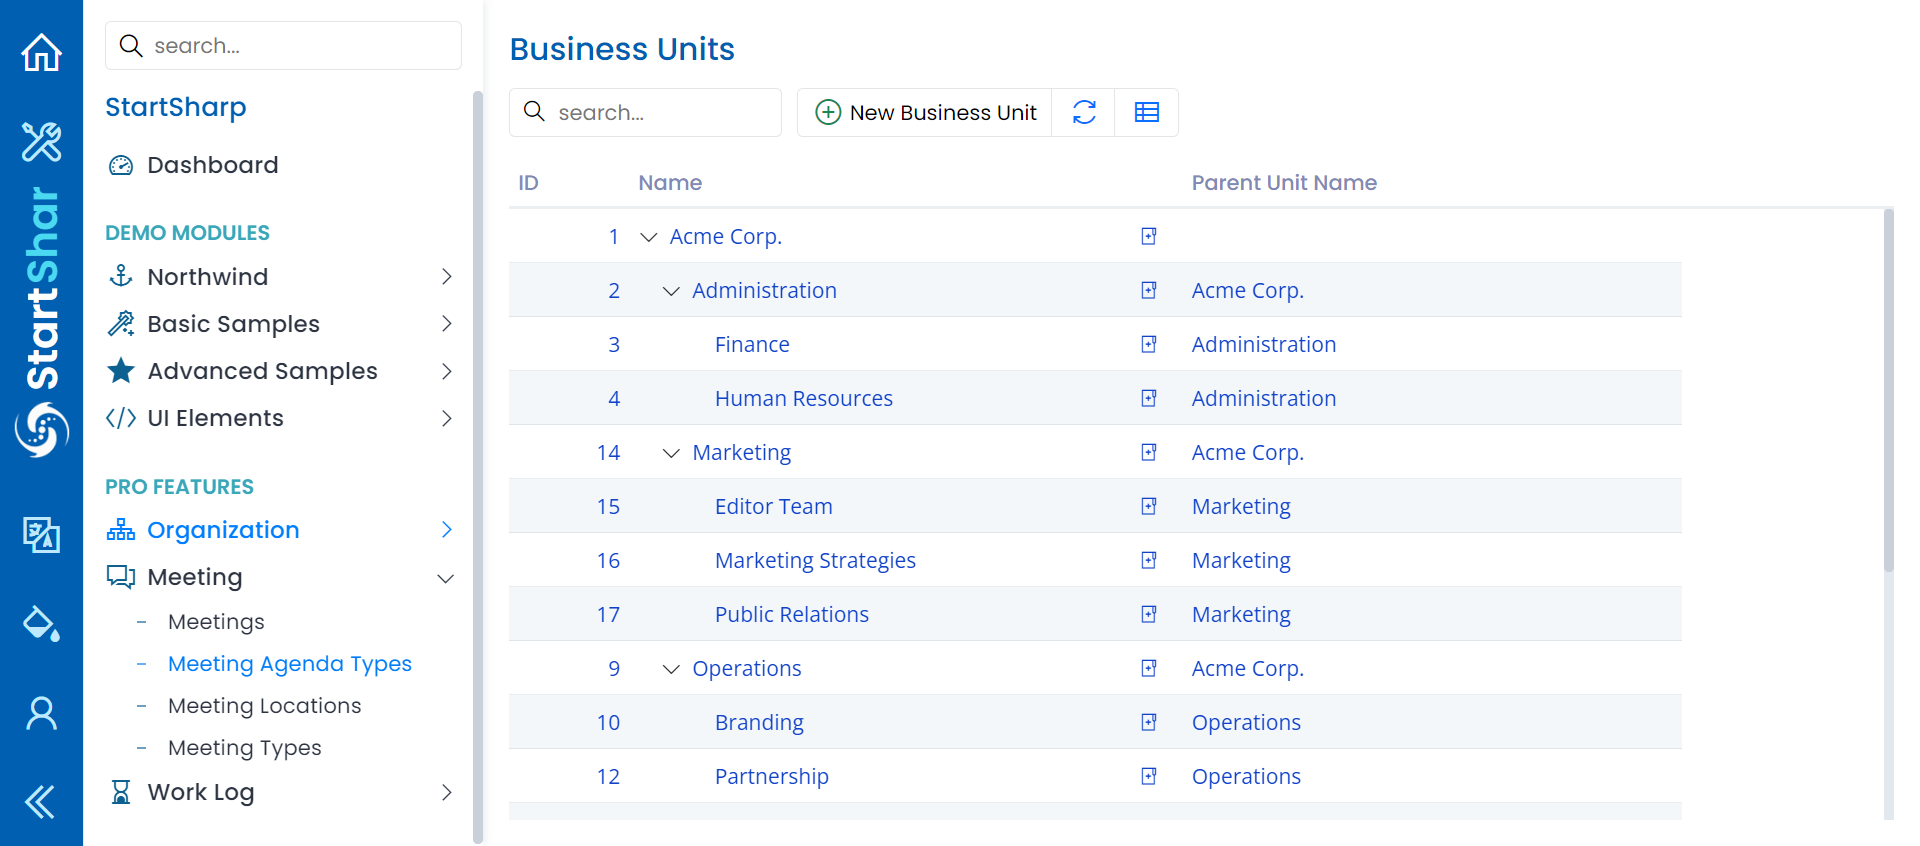 StartShar
search...
StartSharp
Dashboard
DEMO MODULES
Northwind
Basic Samples
Advanced Samples
UI Elements
PRO FEATURES
Organization
Meeting
- Meetings
- Meeting Agenda Types
- Meeting Locations
- Meeting Types
Work Log
Business Units
search... New Business Unit
ID Name Parent Unit Name
1 Acme Corp.
2 Administration Acme Corp.
3 Finance Administration
4 Human Resources Administration
14 Marketing Acme Corp.
15 Editor Team Marketing
16 Marketing Strategies Marketing
17 Public Relations Marketing
9 Operations Acme Corp.
10 Branding Operations
12 Partnership Operations